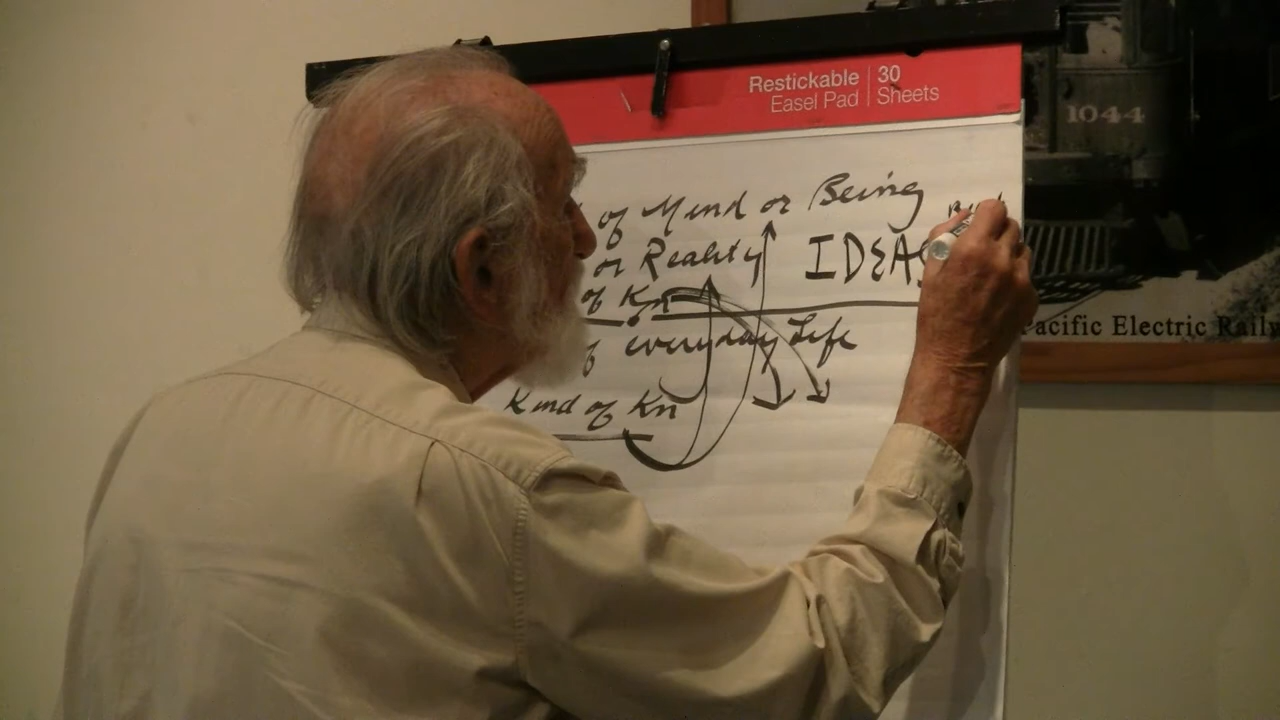 Restickable 30
Easel Pad Sheets
1044
of Mind or Being
or Reality IDEAS
of Kn
everyday Life
Kind of Kn
Pacific Electric Railw